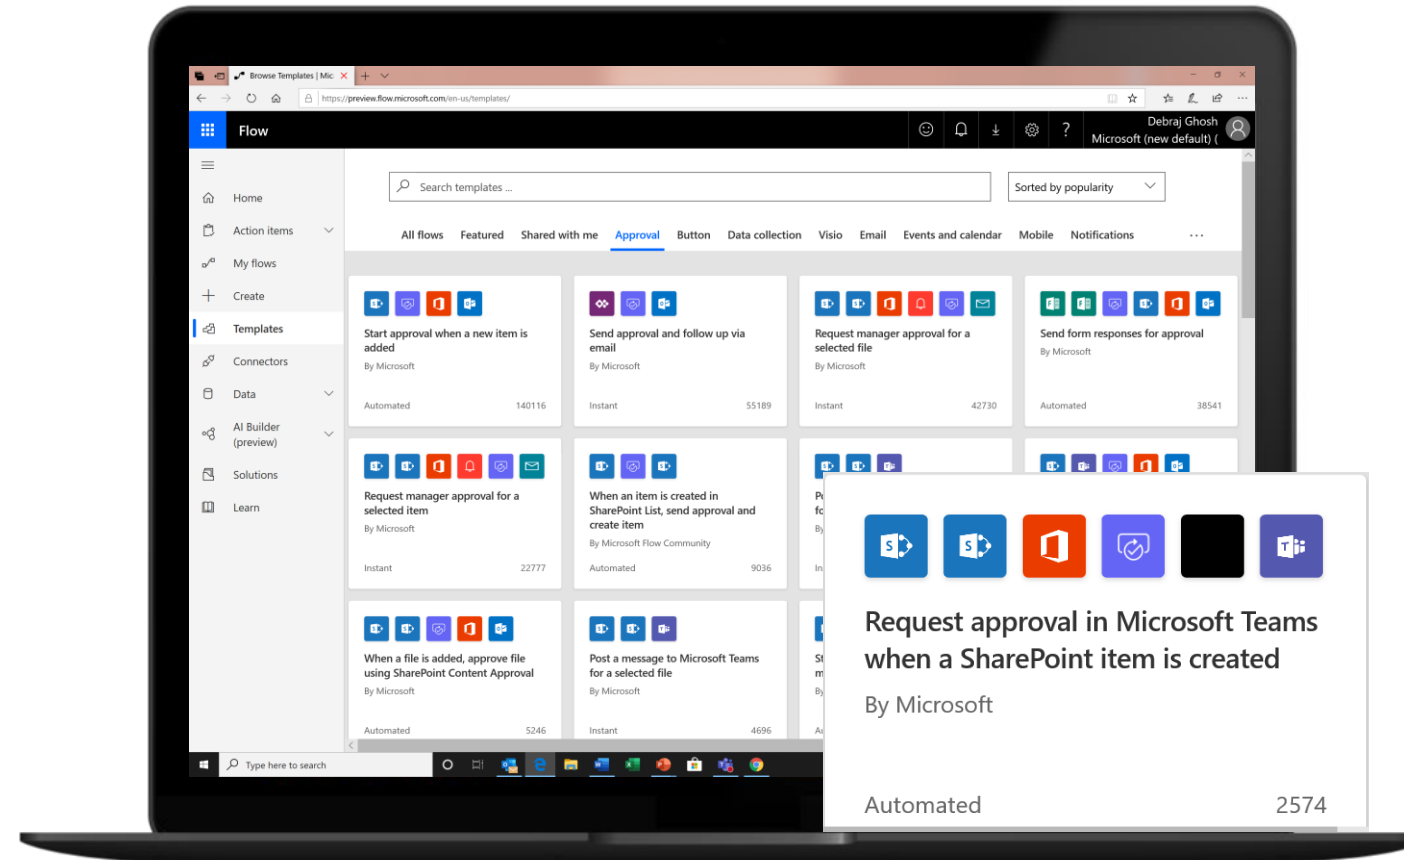 Browse Templates | Mic
https://preview.flow.microsoft.com/en-us/templates/
Flow
Debraj Ghosh
Microsoft (new default) (
Home
Action items
My flows
Create
Templates
Connectors
Data
AI Builder
(preview)
Solutions
Learn
Search templates ...
Sorted by popularity
All flows Featured Shared with me Approval Button Data collection Visio Email Events and calendar Mobile Notifications ...
Start approval when a new item is
added
By Microsoft
Automated 140116
Send approval and follow up via
email
By Microsoft
Instant 55189
Request manager approval for a
selected file
By Microsoft
Instant 42730
Send form responses for approval
By Microsoft
Automated 38541
Request manager approval for a
selected item
By Microsoft
Instant 22777
When an item is created in
SharePoint List, send approval and
create item
By Microsoft Flow Community
Automated 9036
When a file is added, approve file
using SharePoint Content Approval
By Microsoft
Automated 5246
Post a message to Microsoft Teams
for a selected file
By Microsoft
Instant 4696
Request approval in Microsoft Teams
when a SharePoint item is created
By Microsoft
Automated 2574
Type here to search